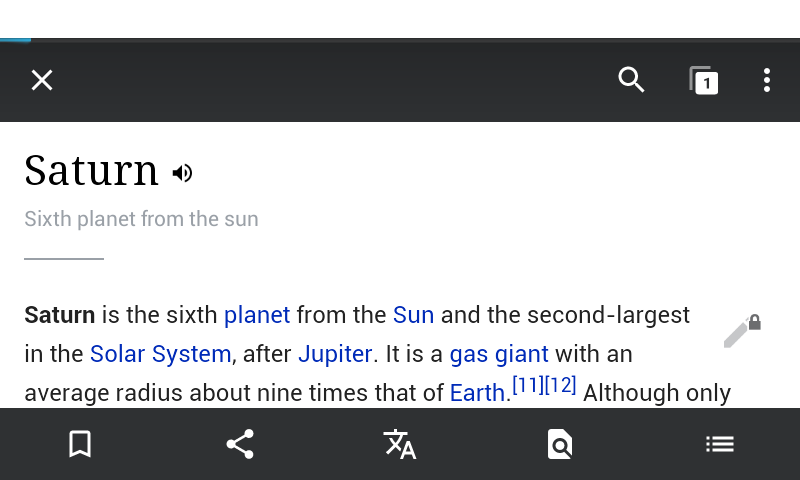 1
Saturn
Sixth planet from the sun
Saturn is the sixth planet from the Sun and the second-largest
in the Solar System, after Jupiter. It is a gas giant with an
average radius about nine times that of Earth.[11][12] Although only